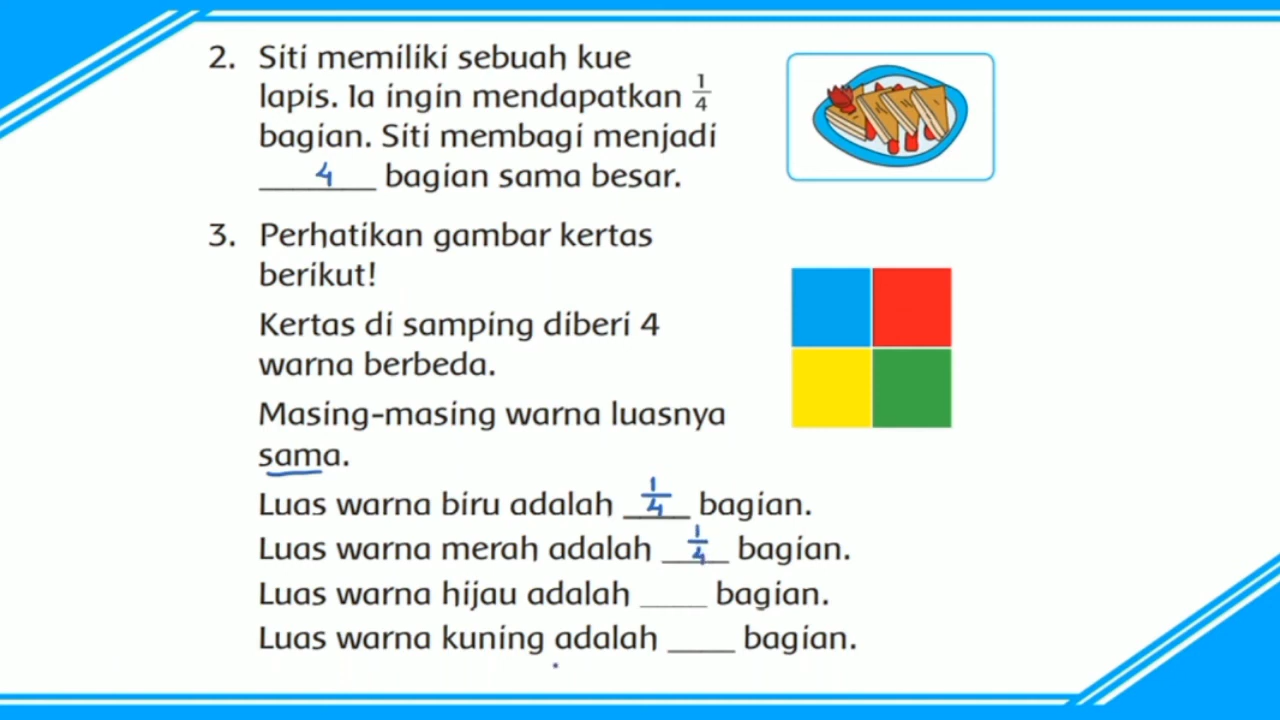 2. Siti memiliki sebuah kue
lapis. Ia ingin mendapatkan 1/4
bagian. Siti membagi menjadi
___4___ bagian sama besar.
3. Perhatikan gambar kertas
berikut!
Kertas di samping diberi 4
warna berbeda.
Masing-masing warna luasnya
sama.
Luas warna biru adalah 1/4 bagian.
Luas warna merah adalah 1/4 bagian.
Luas warna hijau adalah ____ bagian.
Luas warna kuning adalah ____ bagian.